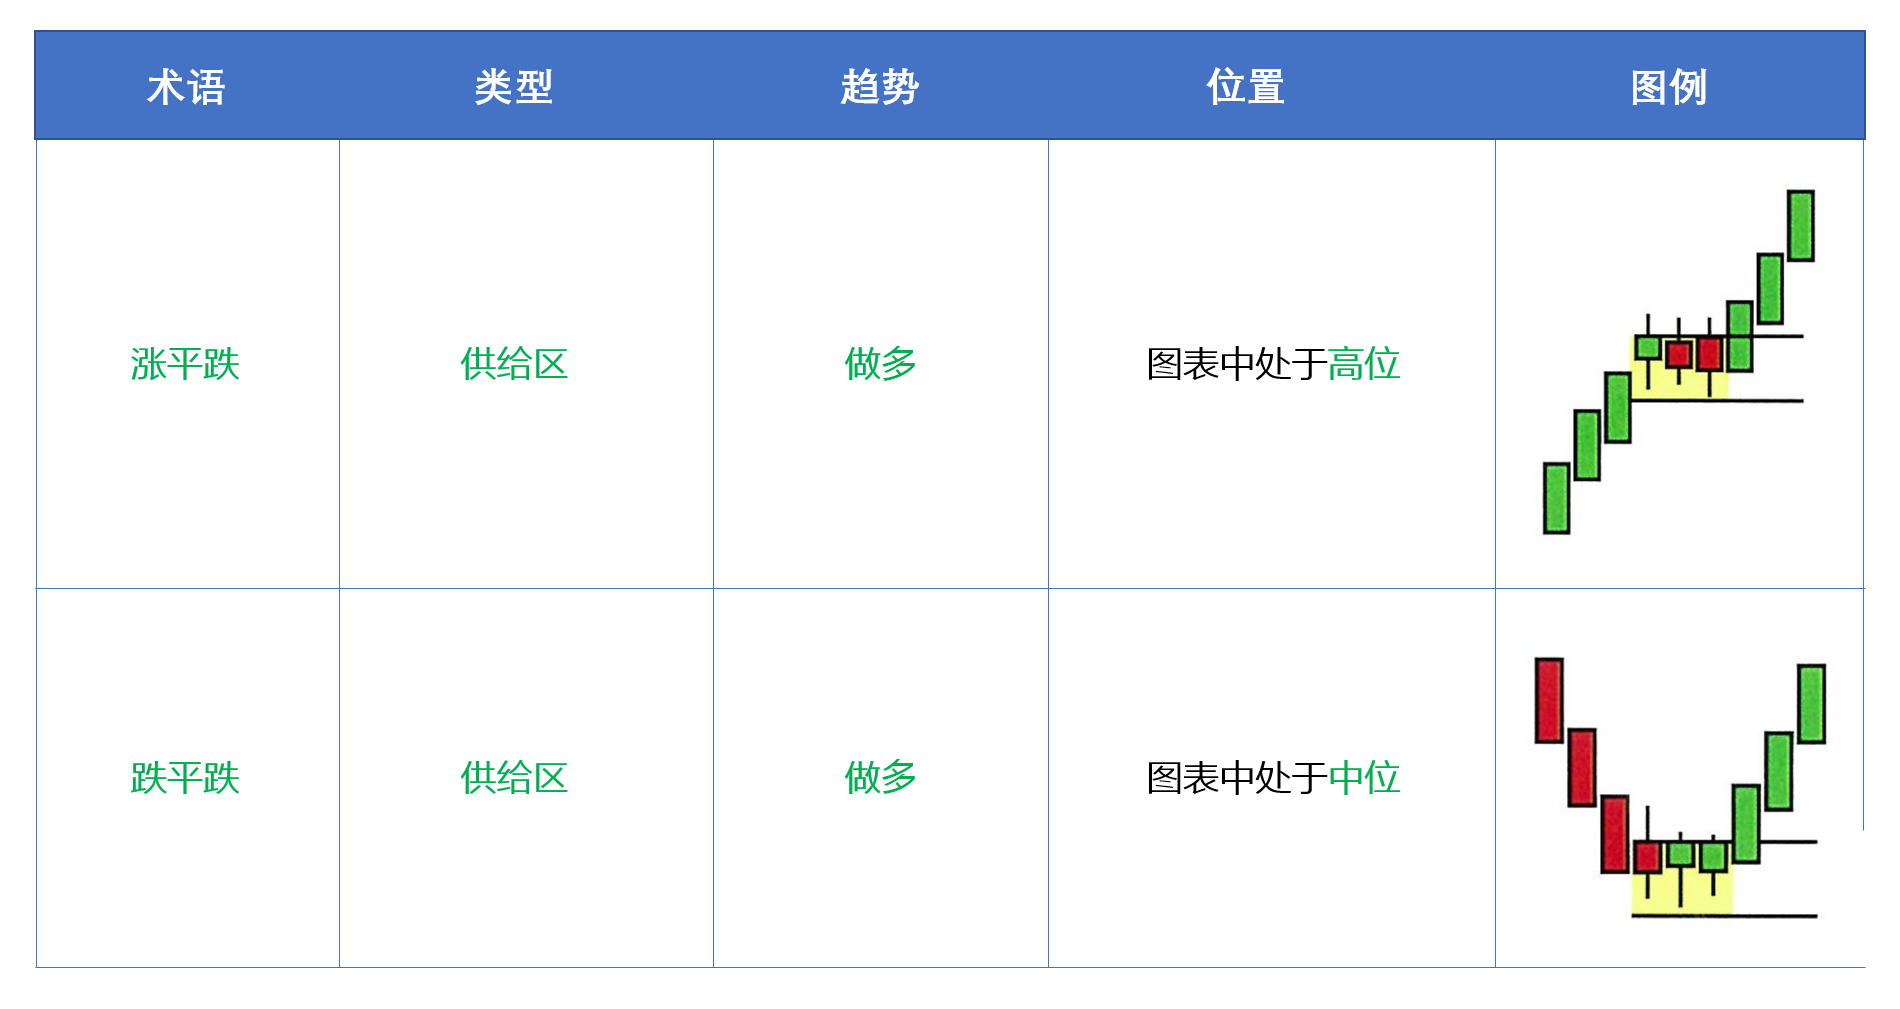 术语 类型 趋势 位置 图例
涨平跌 供给区 做多 图表中处于高位
跌平跌 供给区 做多 图表中处于中位